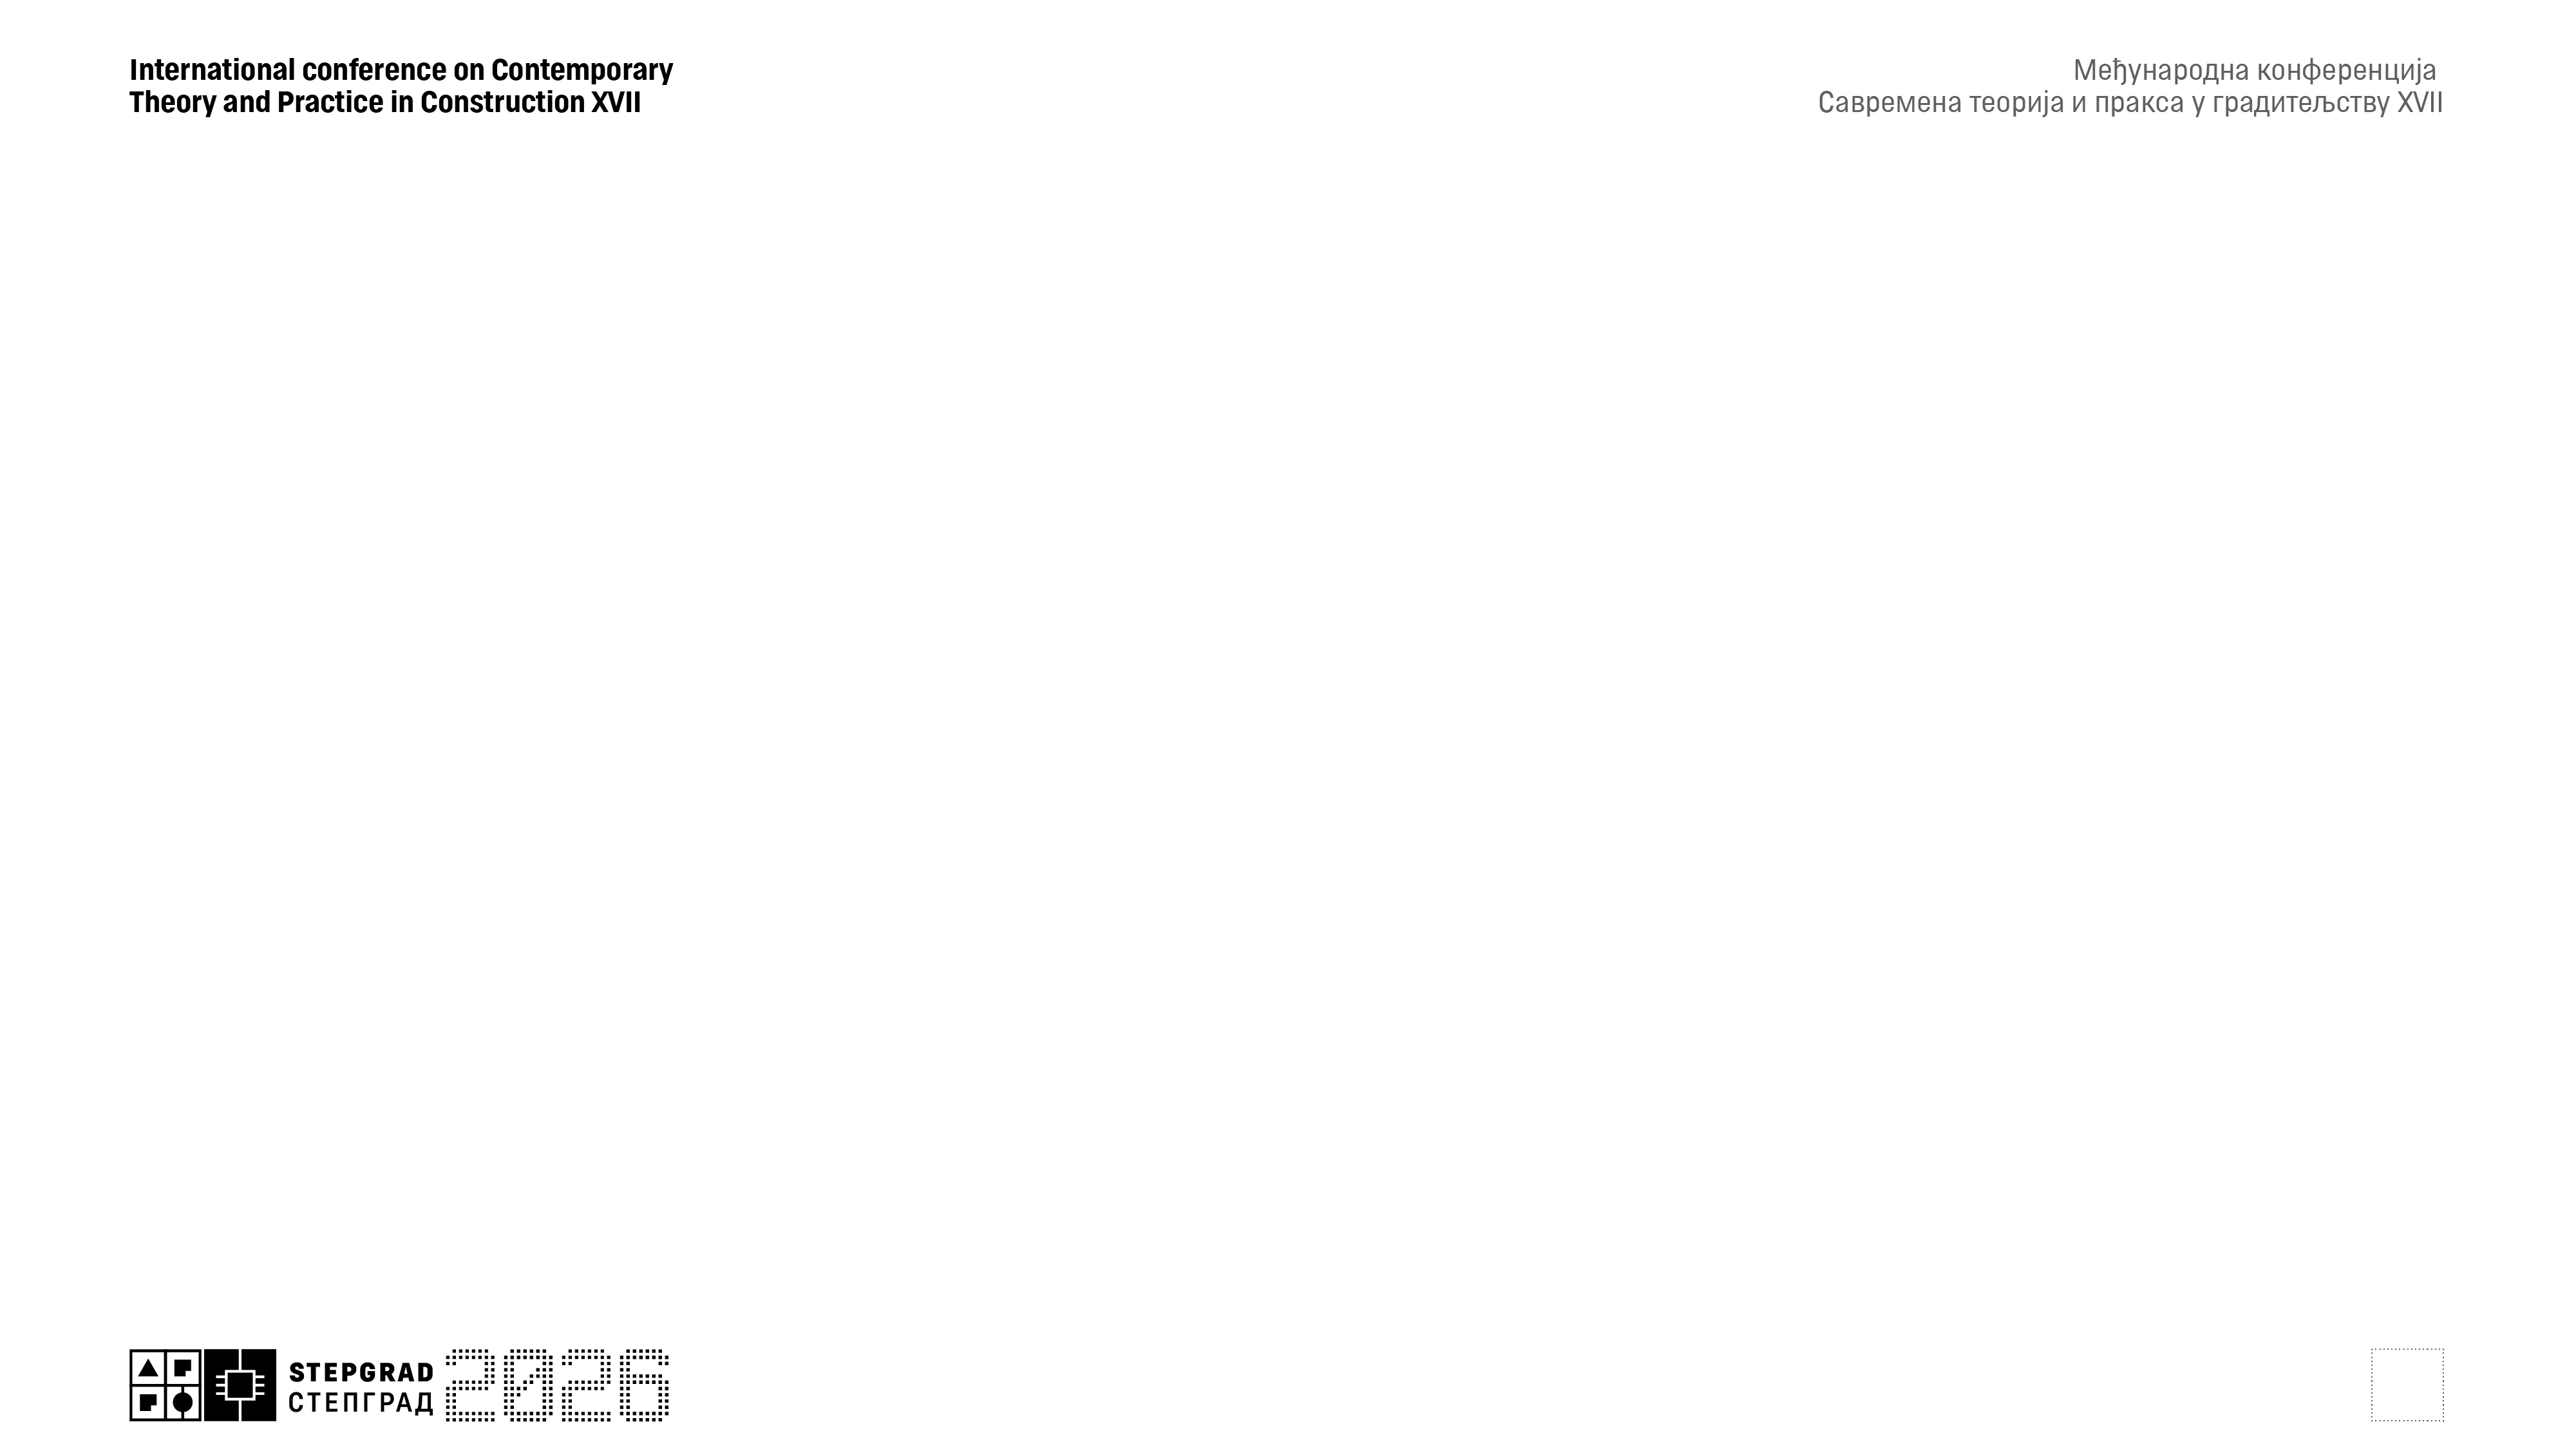 International conference on Contemporary
Theory and Practice in Construction XVII
Међународна конференција
Савремена теорија и пракса у градитељству XVII
STEPGRAD
СТЕПГРАД
2026